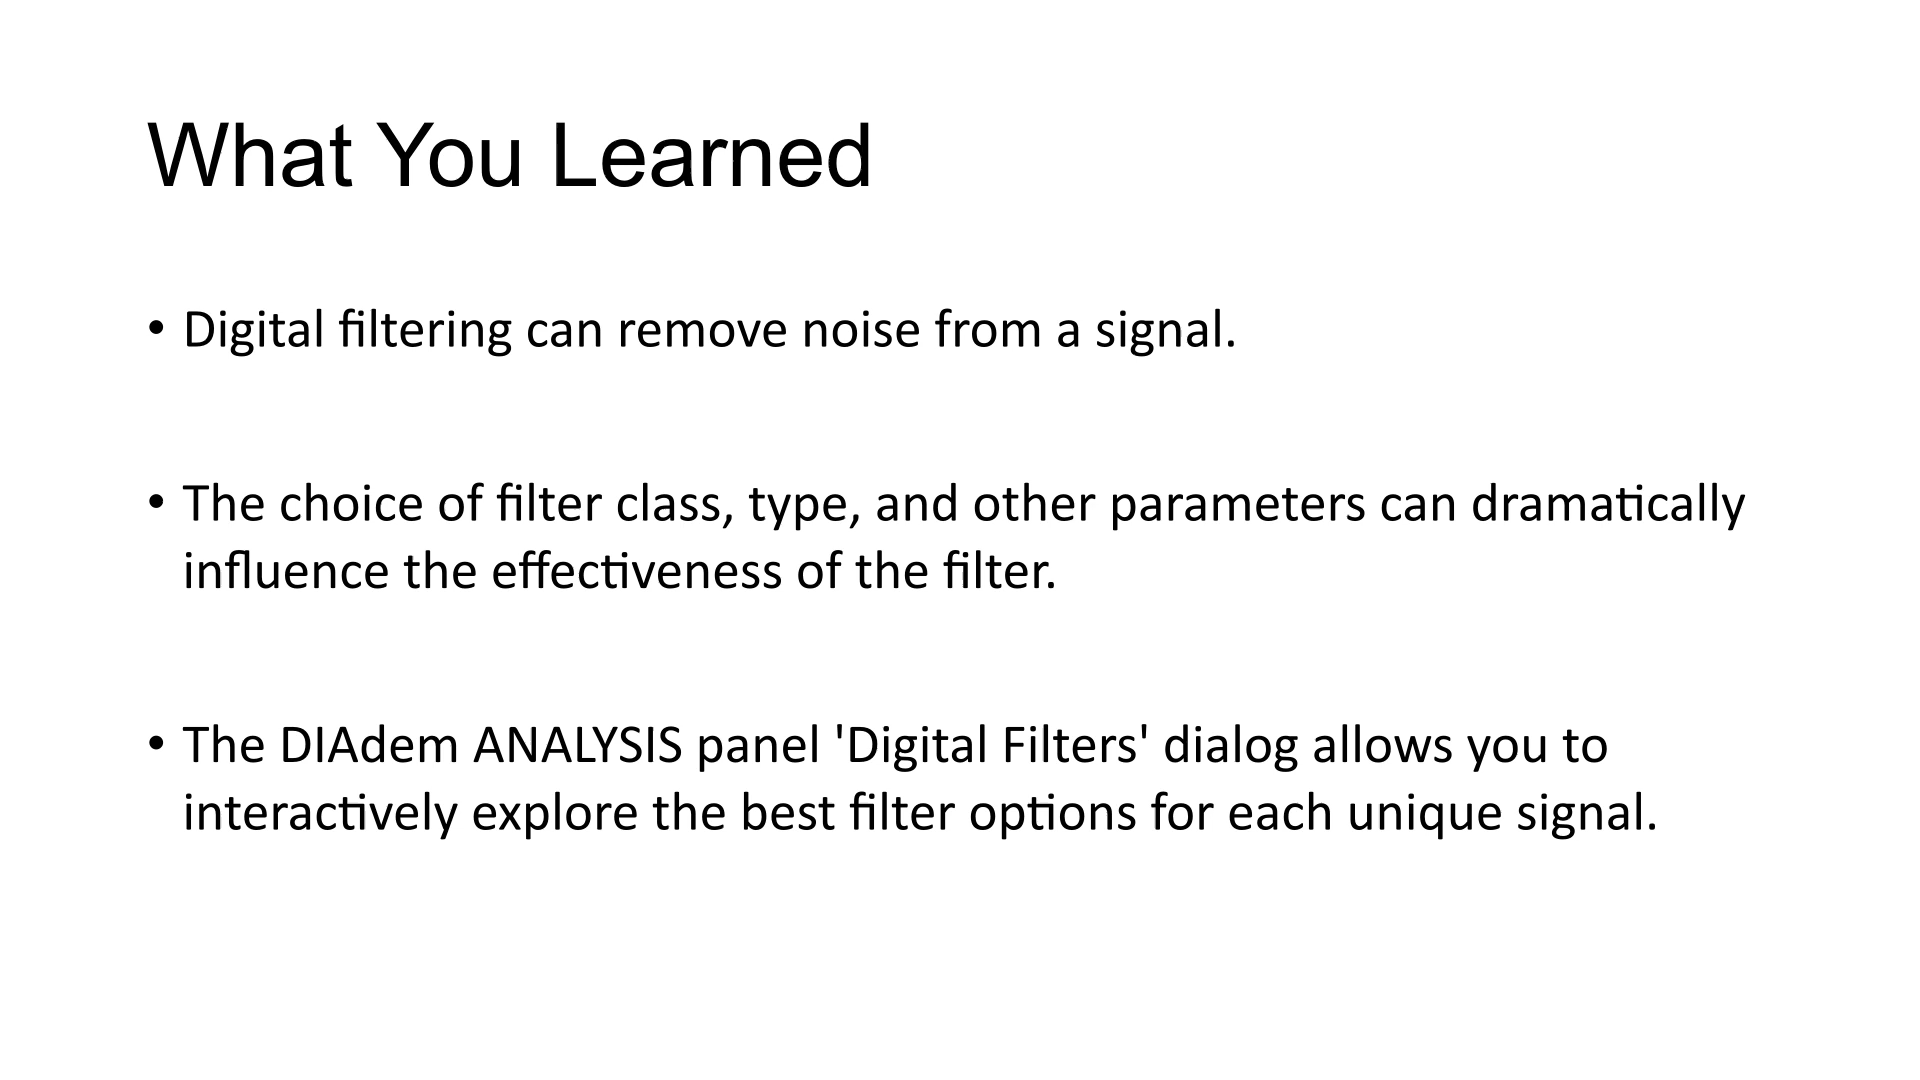 What You Learned
• Digital filtering can remove noise from a signal.
• The choice of filter class, type, and other parameters can dramatically
influence the effectiveness of the filter.
• The DIAdem ANALYSIS panel 'Digital Filters' dialog allows you to
interactively explore the best filter options for each unique signal.